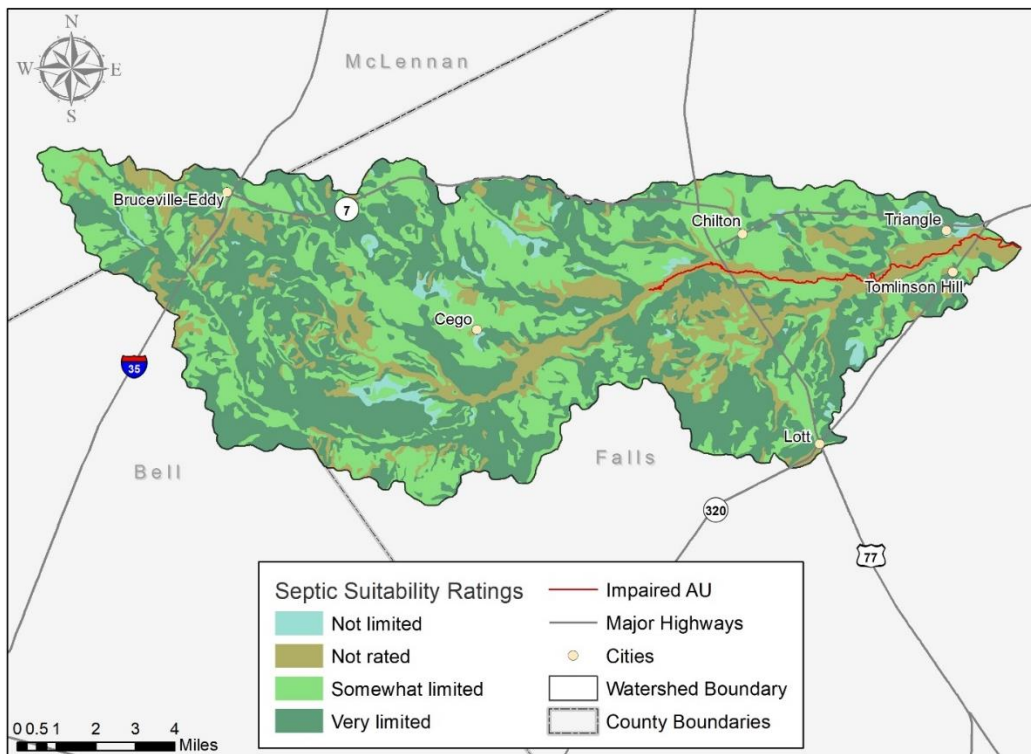 N
W E
S
McLennan
Bruceville-Eddy
7
Chilton
Triangle
Tomlinson Hill
Cego
35
Lott
Bell
Falls
320
77
Septic Suitability Ratings
Not limited
Not rated
Somewhat limited
Very limited
Impaired AU
Major Highways
Cities
Watershed Boundary
County Boundaries
0 0.5 1 2 3 4
Miles